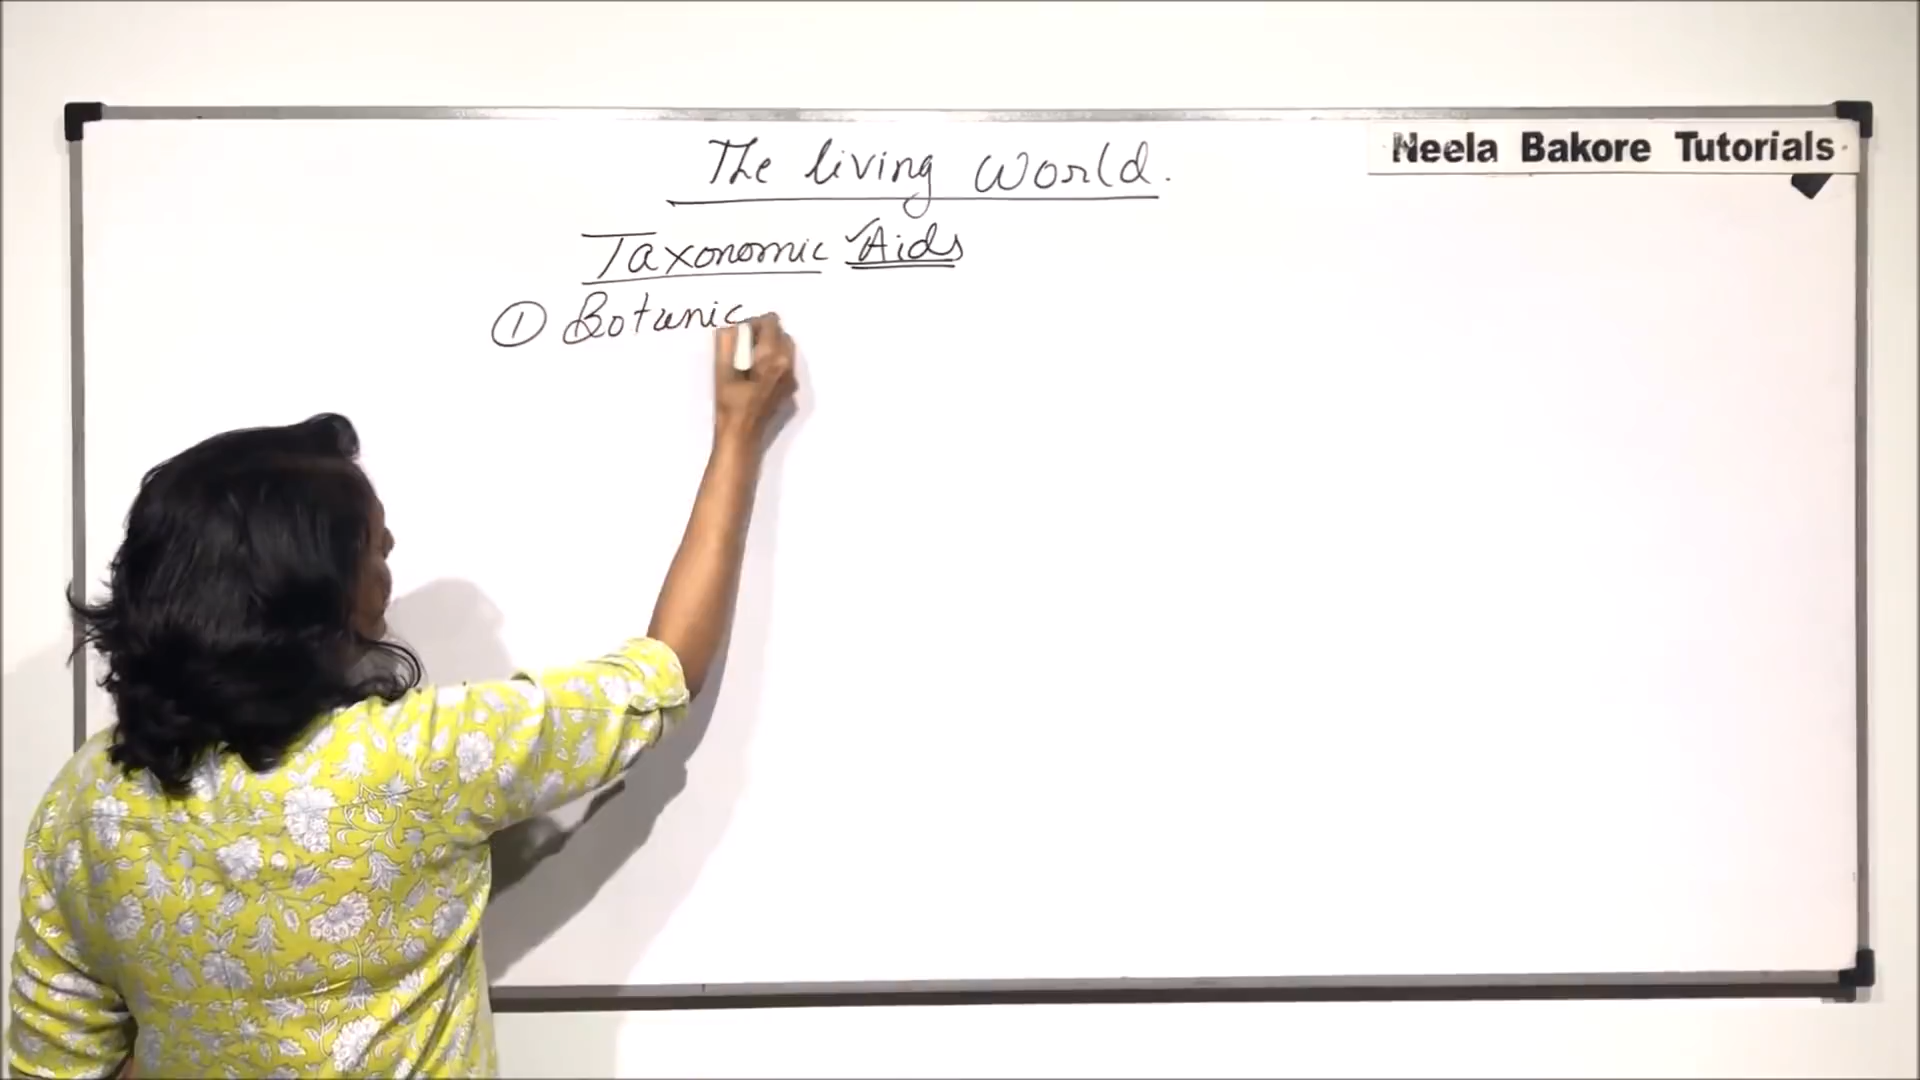 The living world.
Neela Bakore Tutorials
Taxonomic Aids
① Botanic